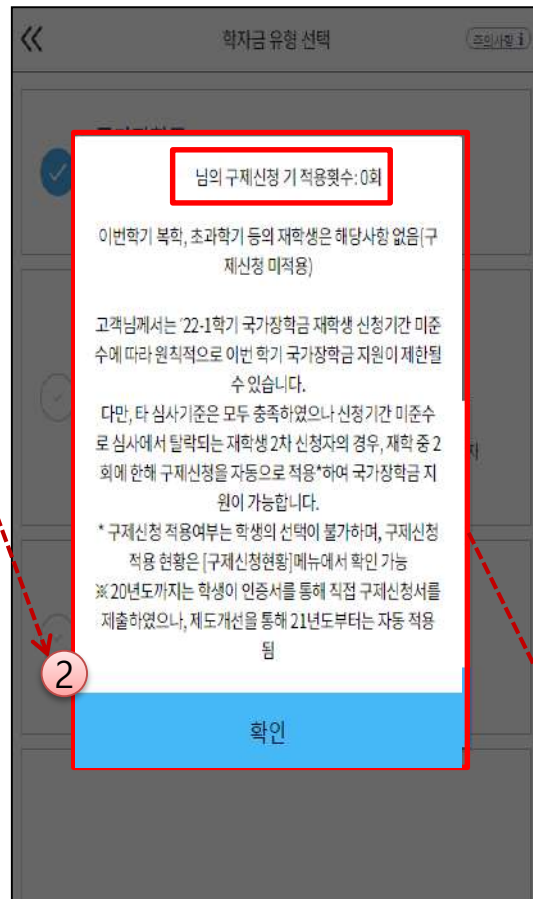 학자금 유형 선택
주의사항 i
님의 구제신청 기 적용횟수: 0회
이번학기 복학, 초과학기 등의 재학생은 해당사항 없음(구
제신청 미적용)
고객님께서는 '22-1학기 국가장학금 재학생 신청기간 미준
수에 따라 원칙적으로 이번 학기 국가장학금 지원이 제한될
수 있습니다.
다만, 타 심사기준은 모두 충족하였으나 신청기간 미준수
로 심사에서 탈락되는 재학생 2차 신청자의 경우, 재학 중 2
회에 한해 구제신청을 자동으로 적용*하여 국가장학금 지
원이 가능합니다.
* 구제신청 적용여부는 학생의 선택이 불가하며, 구제신청
적용 현황은 [구제신청현황]메뉴에서 확인 가능
※20년도까지는 학생이 인증서를 통해 직접 구제신청서를
제출하였으나, 제도개선을 통해 21년도부터는 자동 적용
됨
2
확인